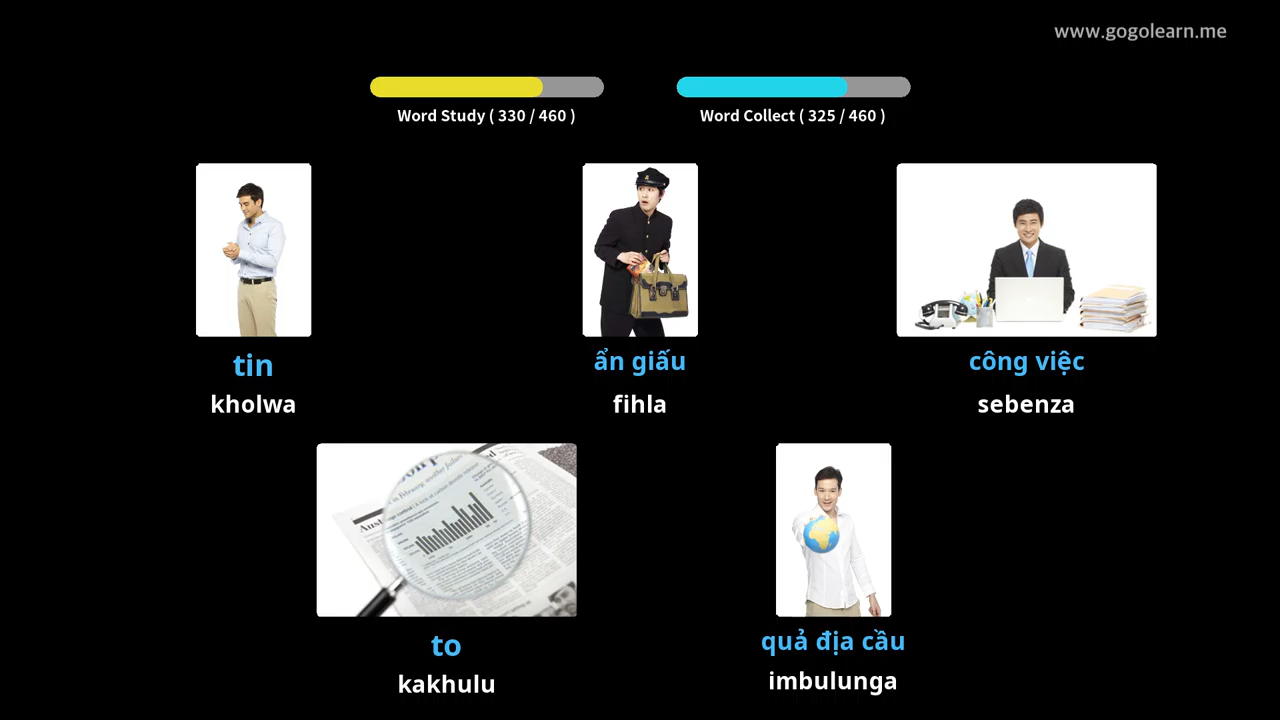 www.gogolearn.me
Word Study ( 330 / 460 )
Word Collect ( 325 / 460 )
tin
kholwa
ẩn giấu
fihla
công việc
sebenza
to
kakhulu
quả địa cầu
imbulunga